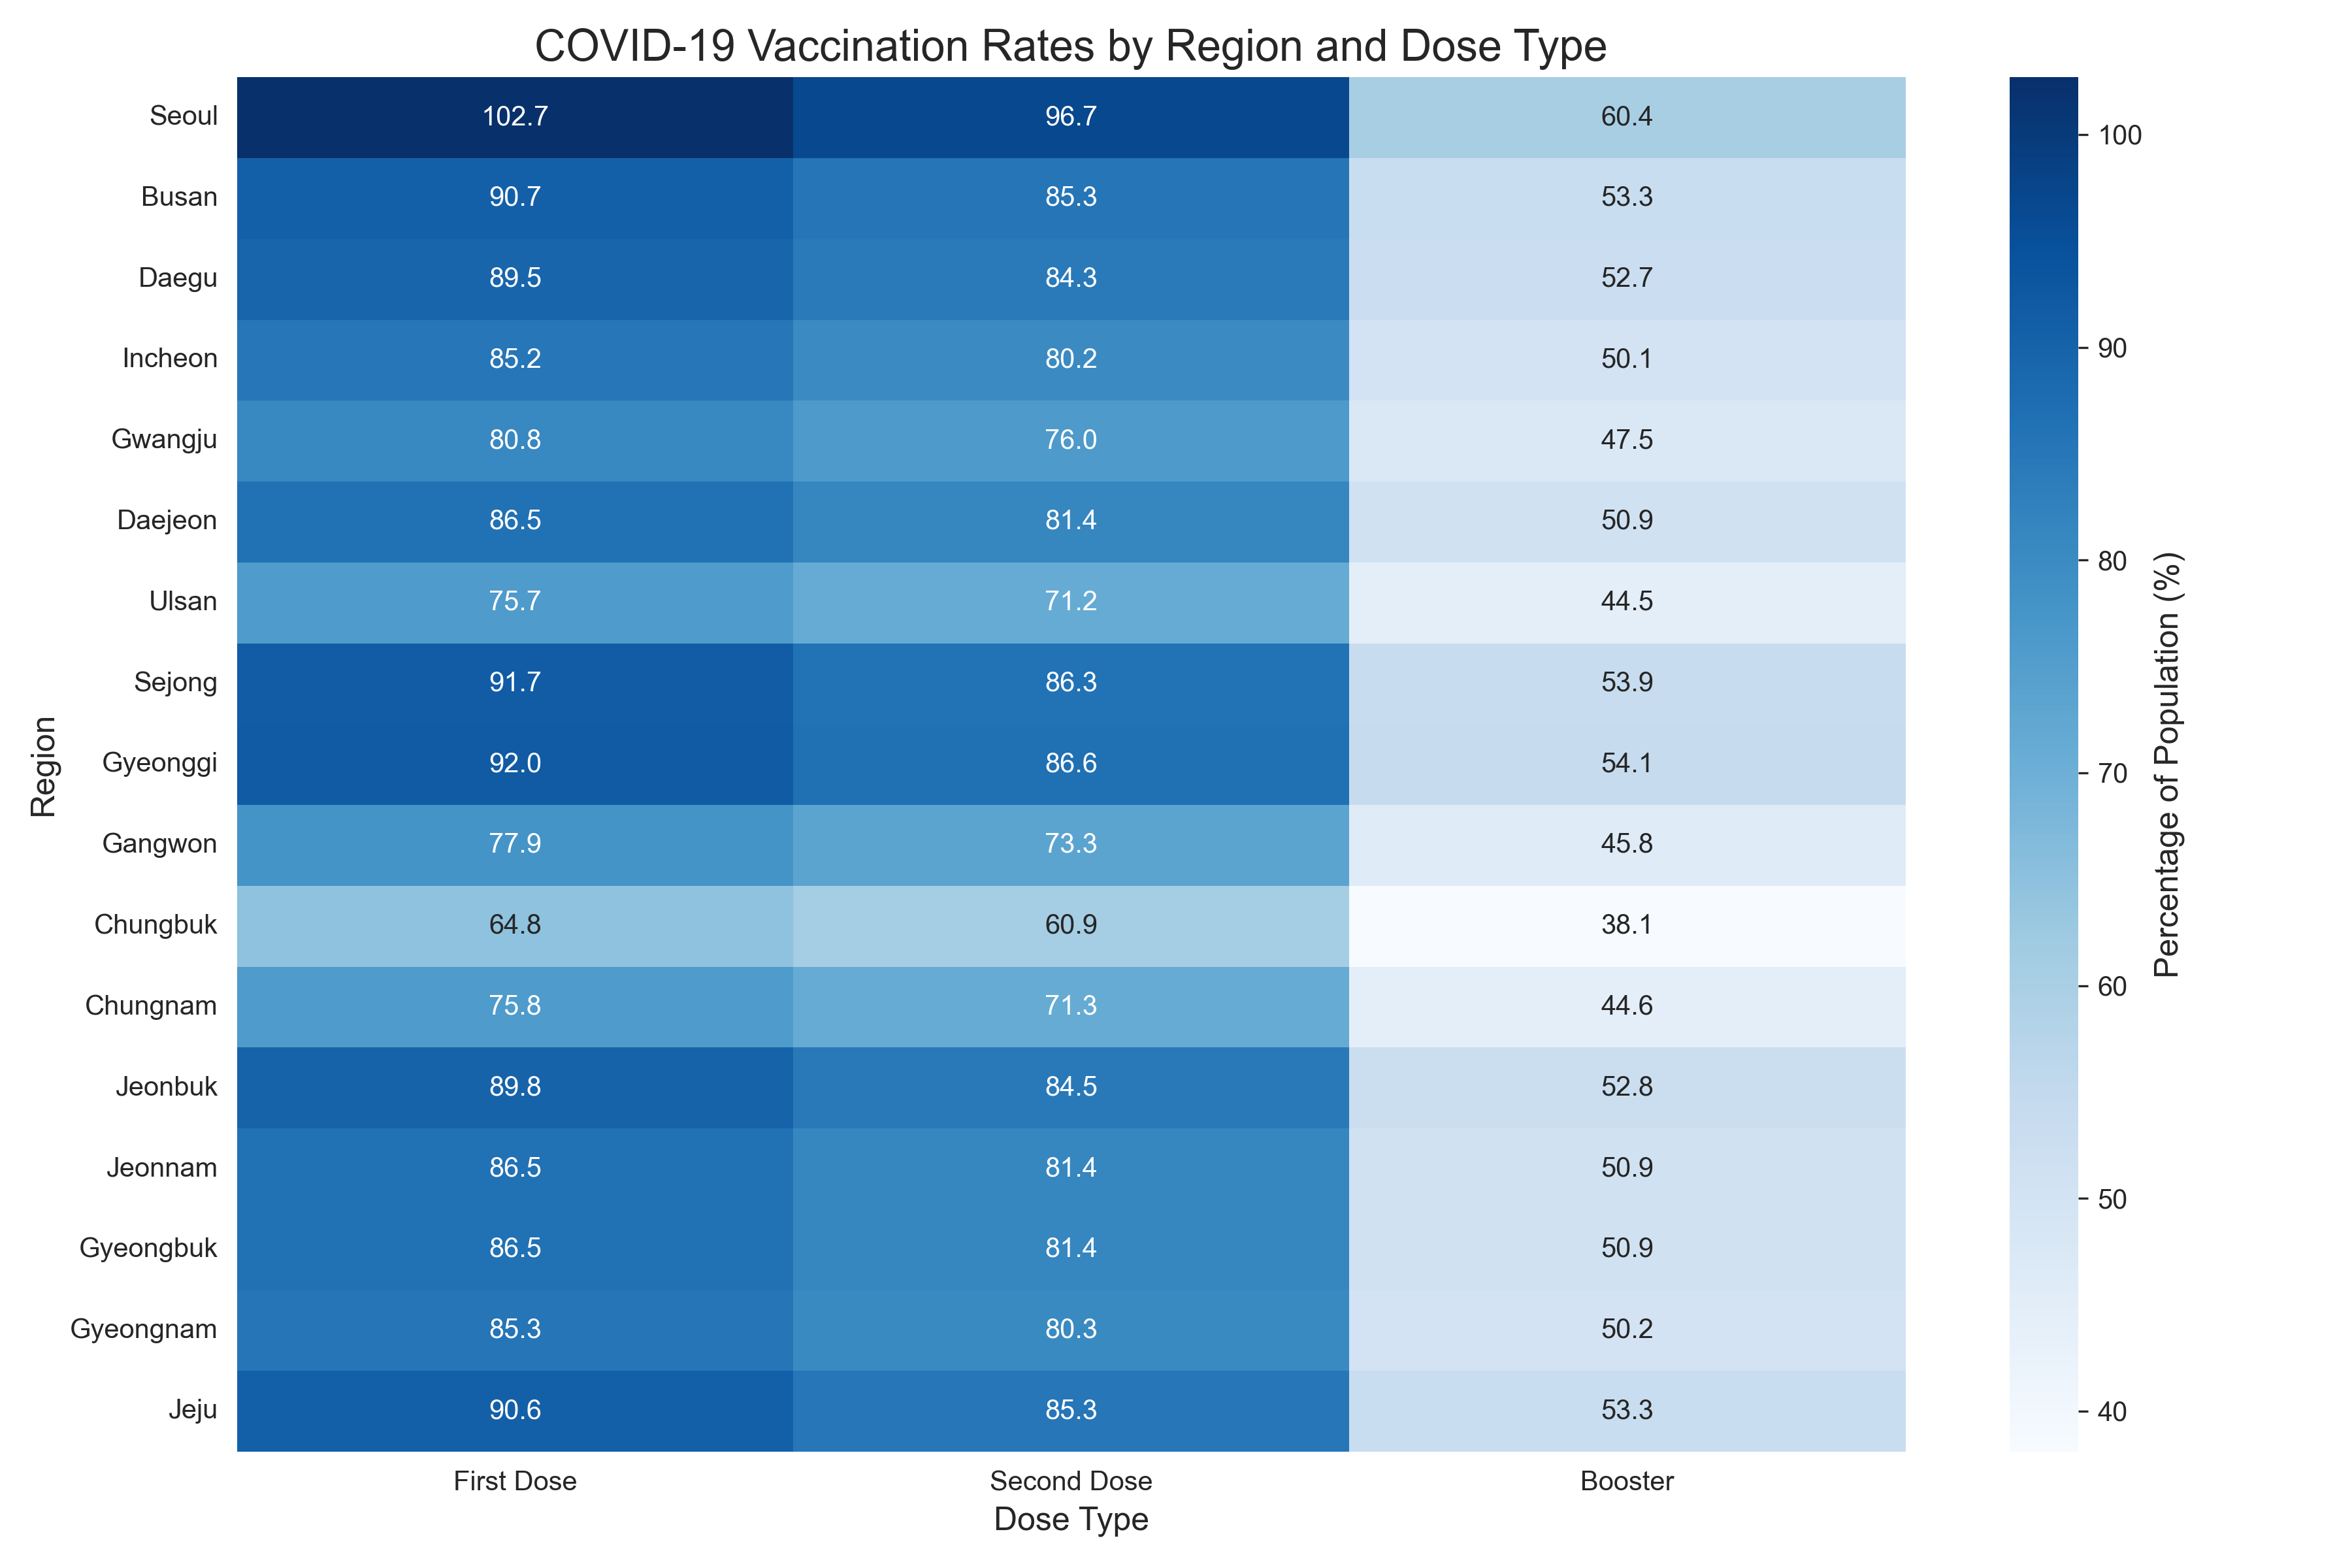 COVID-19 Vaccination Rates by Region and Dose Type
Region
Seoul 102.7 96.7 60.4
Busan 90.7 85.3 53.3
Daegu 89.5 84.3 52.7
Incheon 85.2 80.2 50.1
Gwangju 80.8 76.0 47.5
Daejeon 86.5 81.4 50.9
Ulsan 75.7 71.2 44.5
Sejong 91.7 86.3 53.9
Gyeonggi 92.0 86.6 54.1
Gangwon 77.9 73.3 45.8
Chungbuk 64.8 60.9 38.1
Chungnam 75.8 71.3 44.6
Jeonbuk 89.8 84.5 52.8
Jeonnam 86.5 81.4 50.9
Gyeongbuk 86.5 81.4 50.9
Gyeongnam 85.3 80.3 50.2
Jeju 90.6 85.3 53.3
First Dose Second Dose Booster
Dose Type
100
90
80
70
60
50
40
Percentage of Population (%)